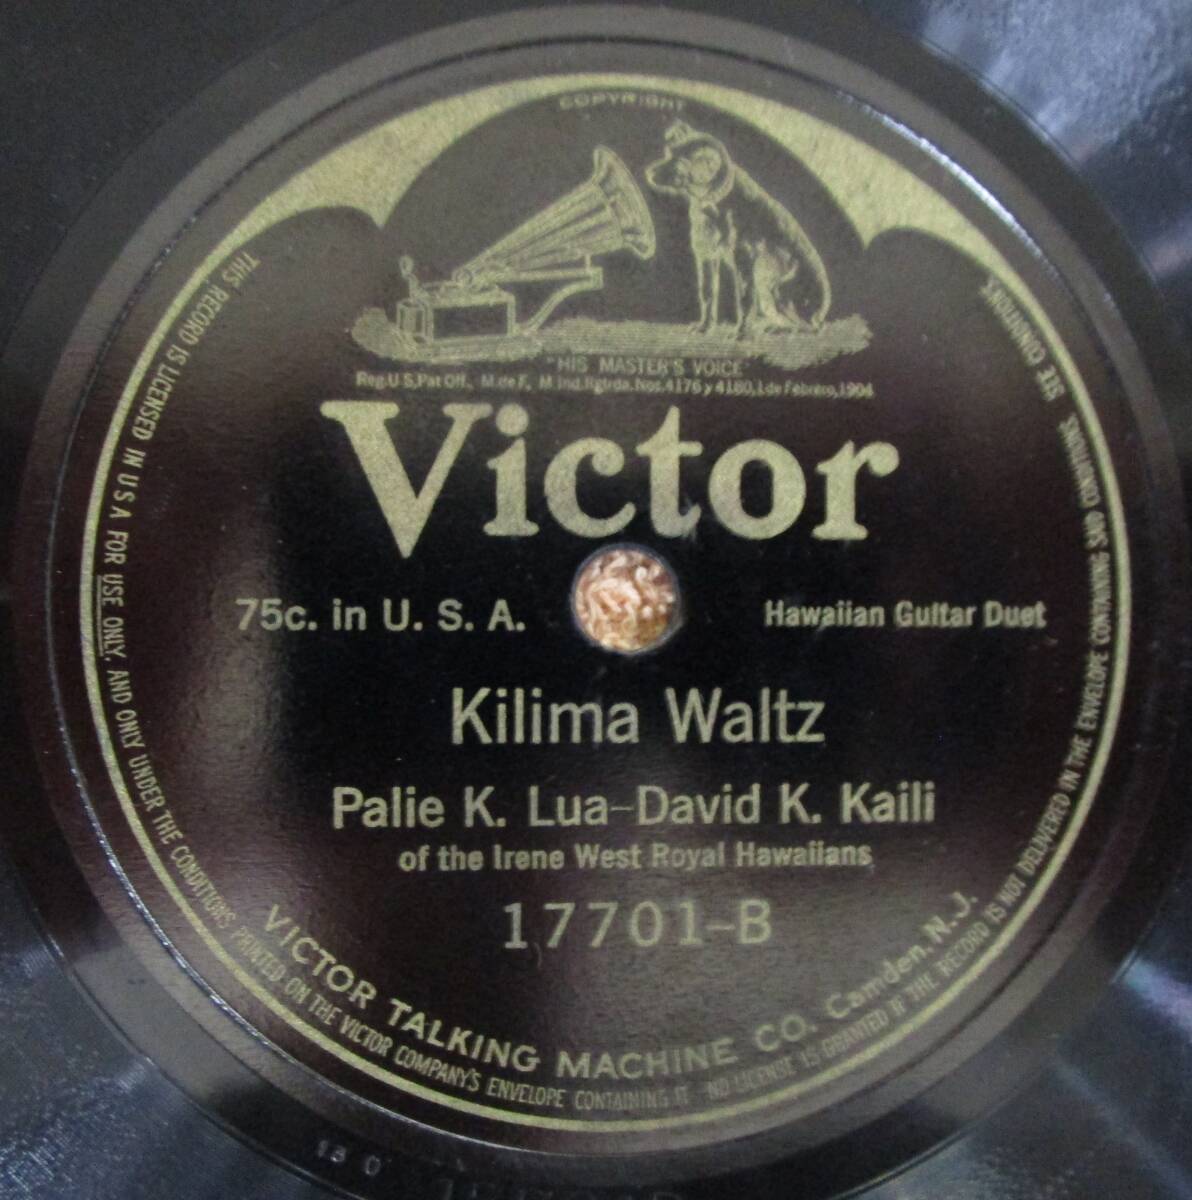 COPYRIGHT
"HIS MASTER'S VOICE"
Reg.U.S.Pat.Off., M.de F., M.Ind.Rgtrda.Nos.4176 y 4180,1 de Febrero,1904
Victor
75c. in U. S. A.
Hawaiian Guitar Duet
Kilima Waltz
Palie K. Lua–David K. Kaili
of the Irene West Royal Hawaiians
17701–B
VICTOR TALKING MACHINE CO. Camden. N. J.
THIS RECORD IS LICENSED IN U S A FOR USE ONLY, AND ONLY UNDER THE CONDITIONS PRINTED ON THE VICTOR COMPANY'S ENVELOPE CONTAINING IT NO LICENSE IS GRANTED IF THE RECORD IS NOT DELIVERED IN THE ENVELOPE CONTAINING SAID CONDITIONS. SEE CONDITIONS